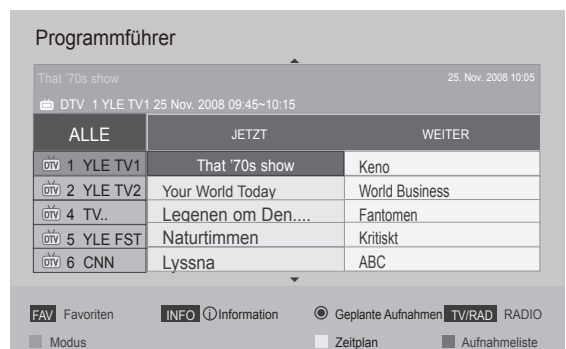 Programmführer
That '70s show 25. Nov. 2008 10:05
DTV 1 YLE TV1 25 Nov. 2008 09:45~10:15
ALLE JETZT WEITER
DTV 1 YLE TV1 That '70s show Keno
DTV 2 YLE TV2 Your World Today World Business
DTV 4 TV.. Legenen om Den.... Fantomen
DTV 5 YLE FST Naturtimmen Kritiskt
DTV 6 CNN Lyssna ABC
FAV Favoriten INFO i Information Geplante Aufnahmen TV/RAD RADIO
Modus Zeitplan Aufnahmeliste